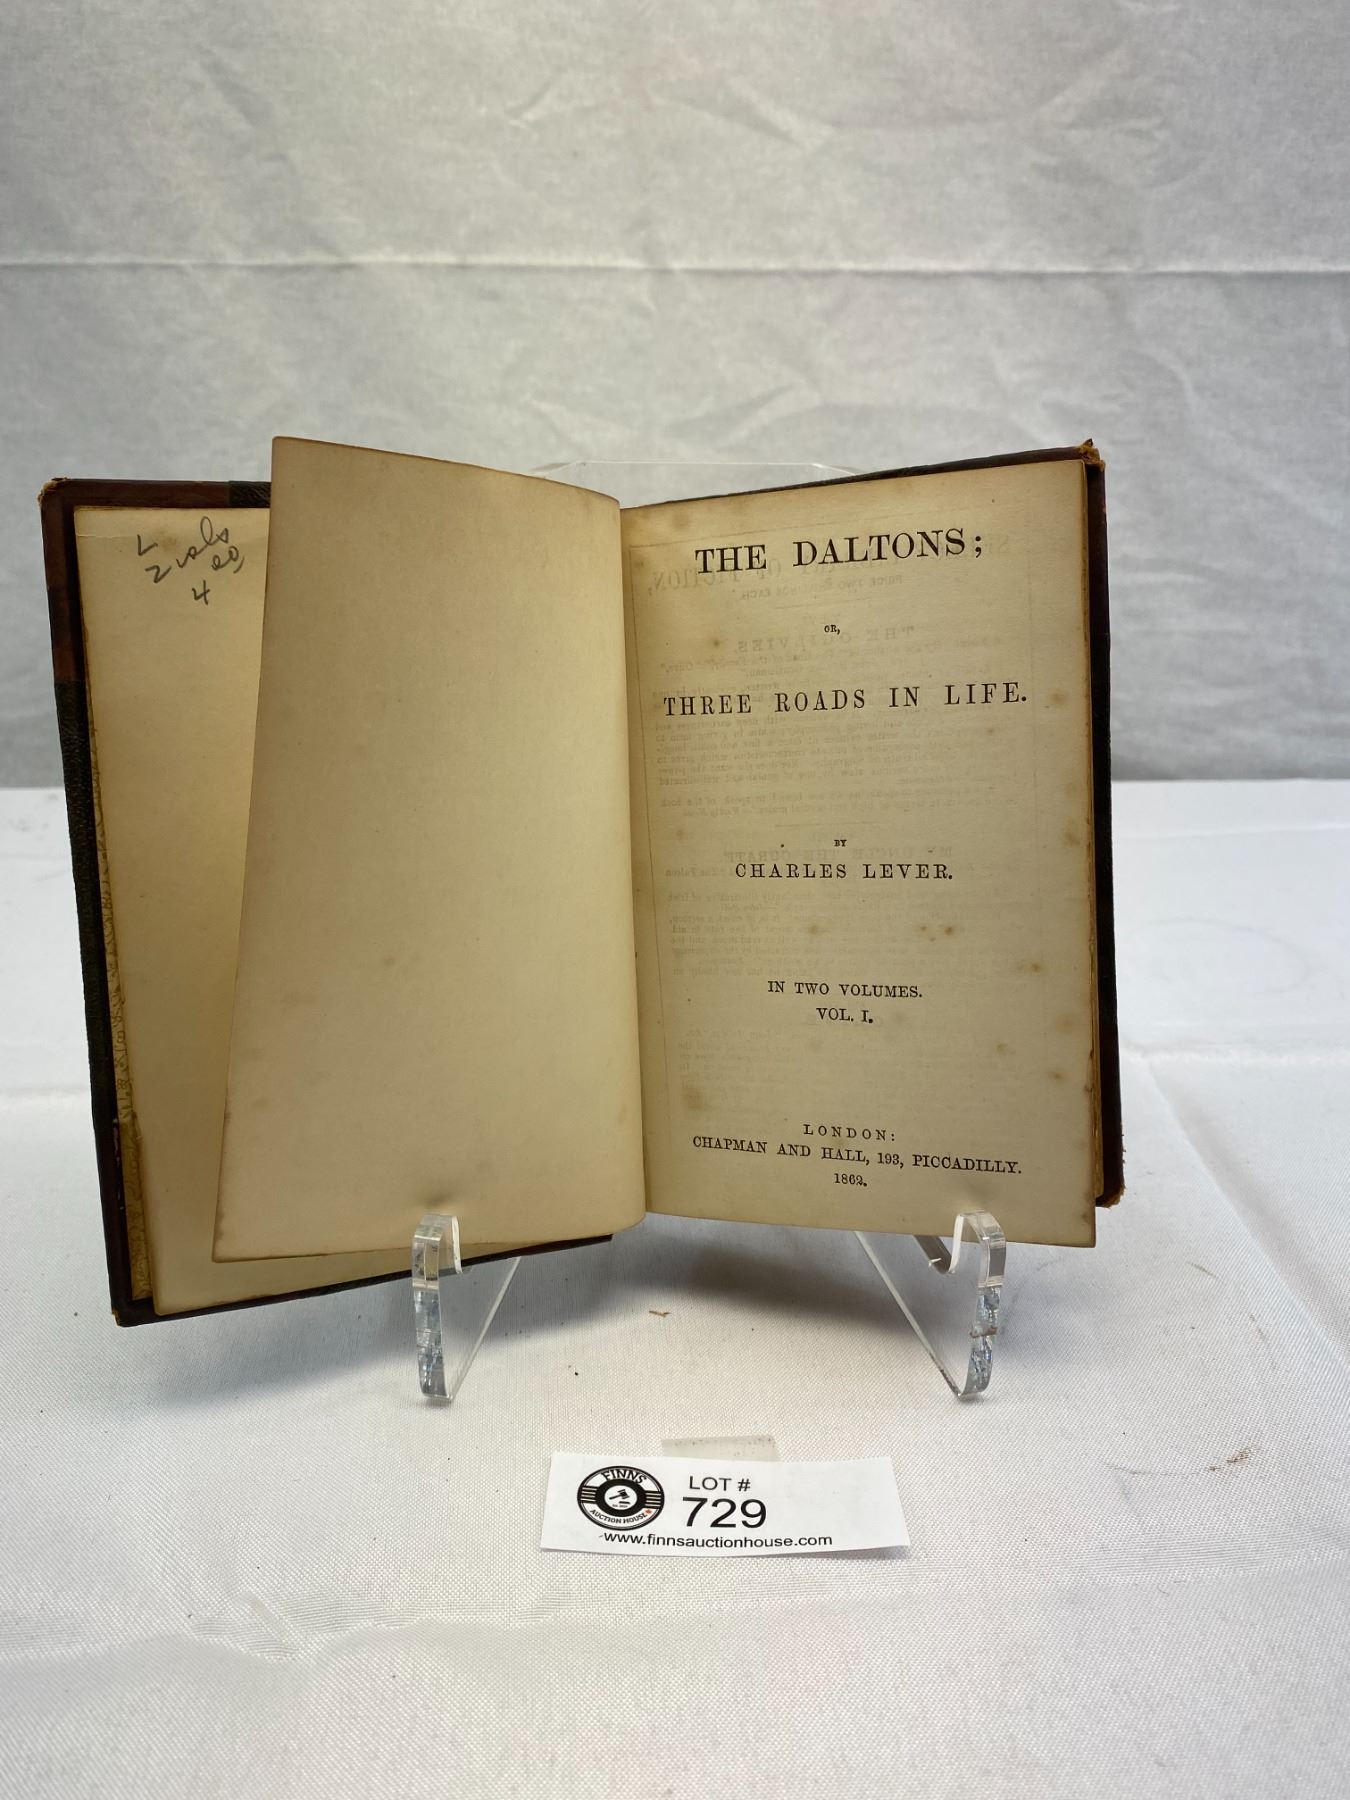 2 vols
4
THE DALTONS;
OR,
THREE ROADS IN LIFE.
BY
CHARLES LEVER.
IN TWO VOLUMES.
VOL. I.
LONDON:
CHAPMAN AND HALL, 193, PICCADILLY.
1862.
FINNS
AUCTION HOUSE
LOT #
729
www.finnsauctionhouse.com